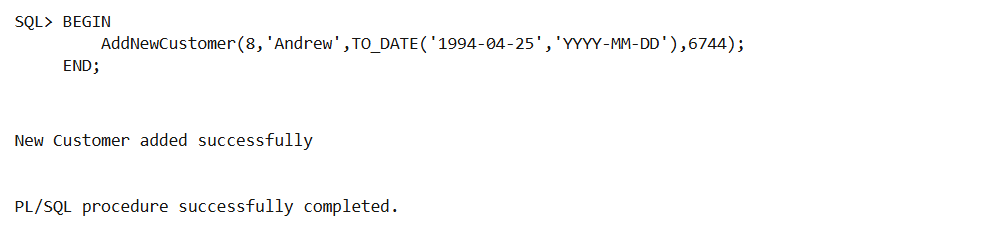 SQL> BEGIN
AddNewCustomer(8,'Andrew',TO_DATE('1994-04-25','YYYY-MM-DD'),6744);
END;
New Customer added successfully
PL/SQL procedure successfully completed.